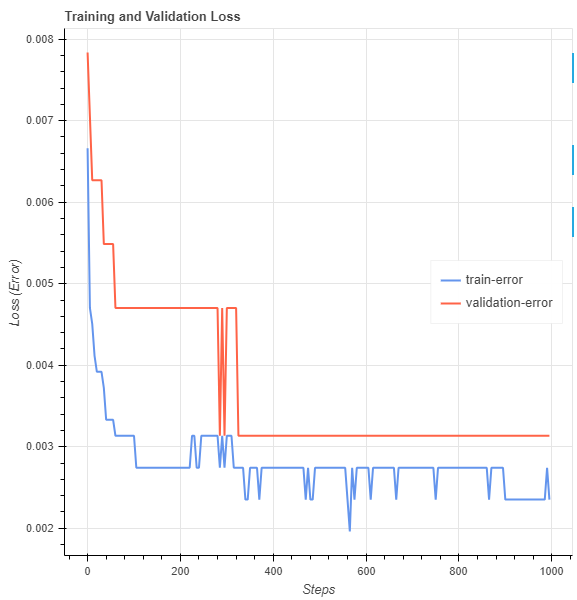 Training and Validation Loss
0.008
0.007
0.006
0.005
0.004
0.003
0.002
Loss (Error)
train-error
validation-error
0
200
400
600
800
1000
Steps